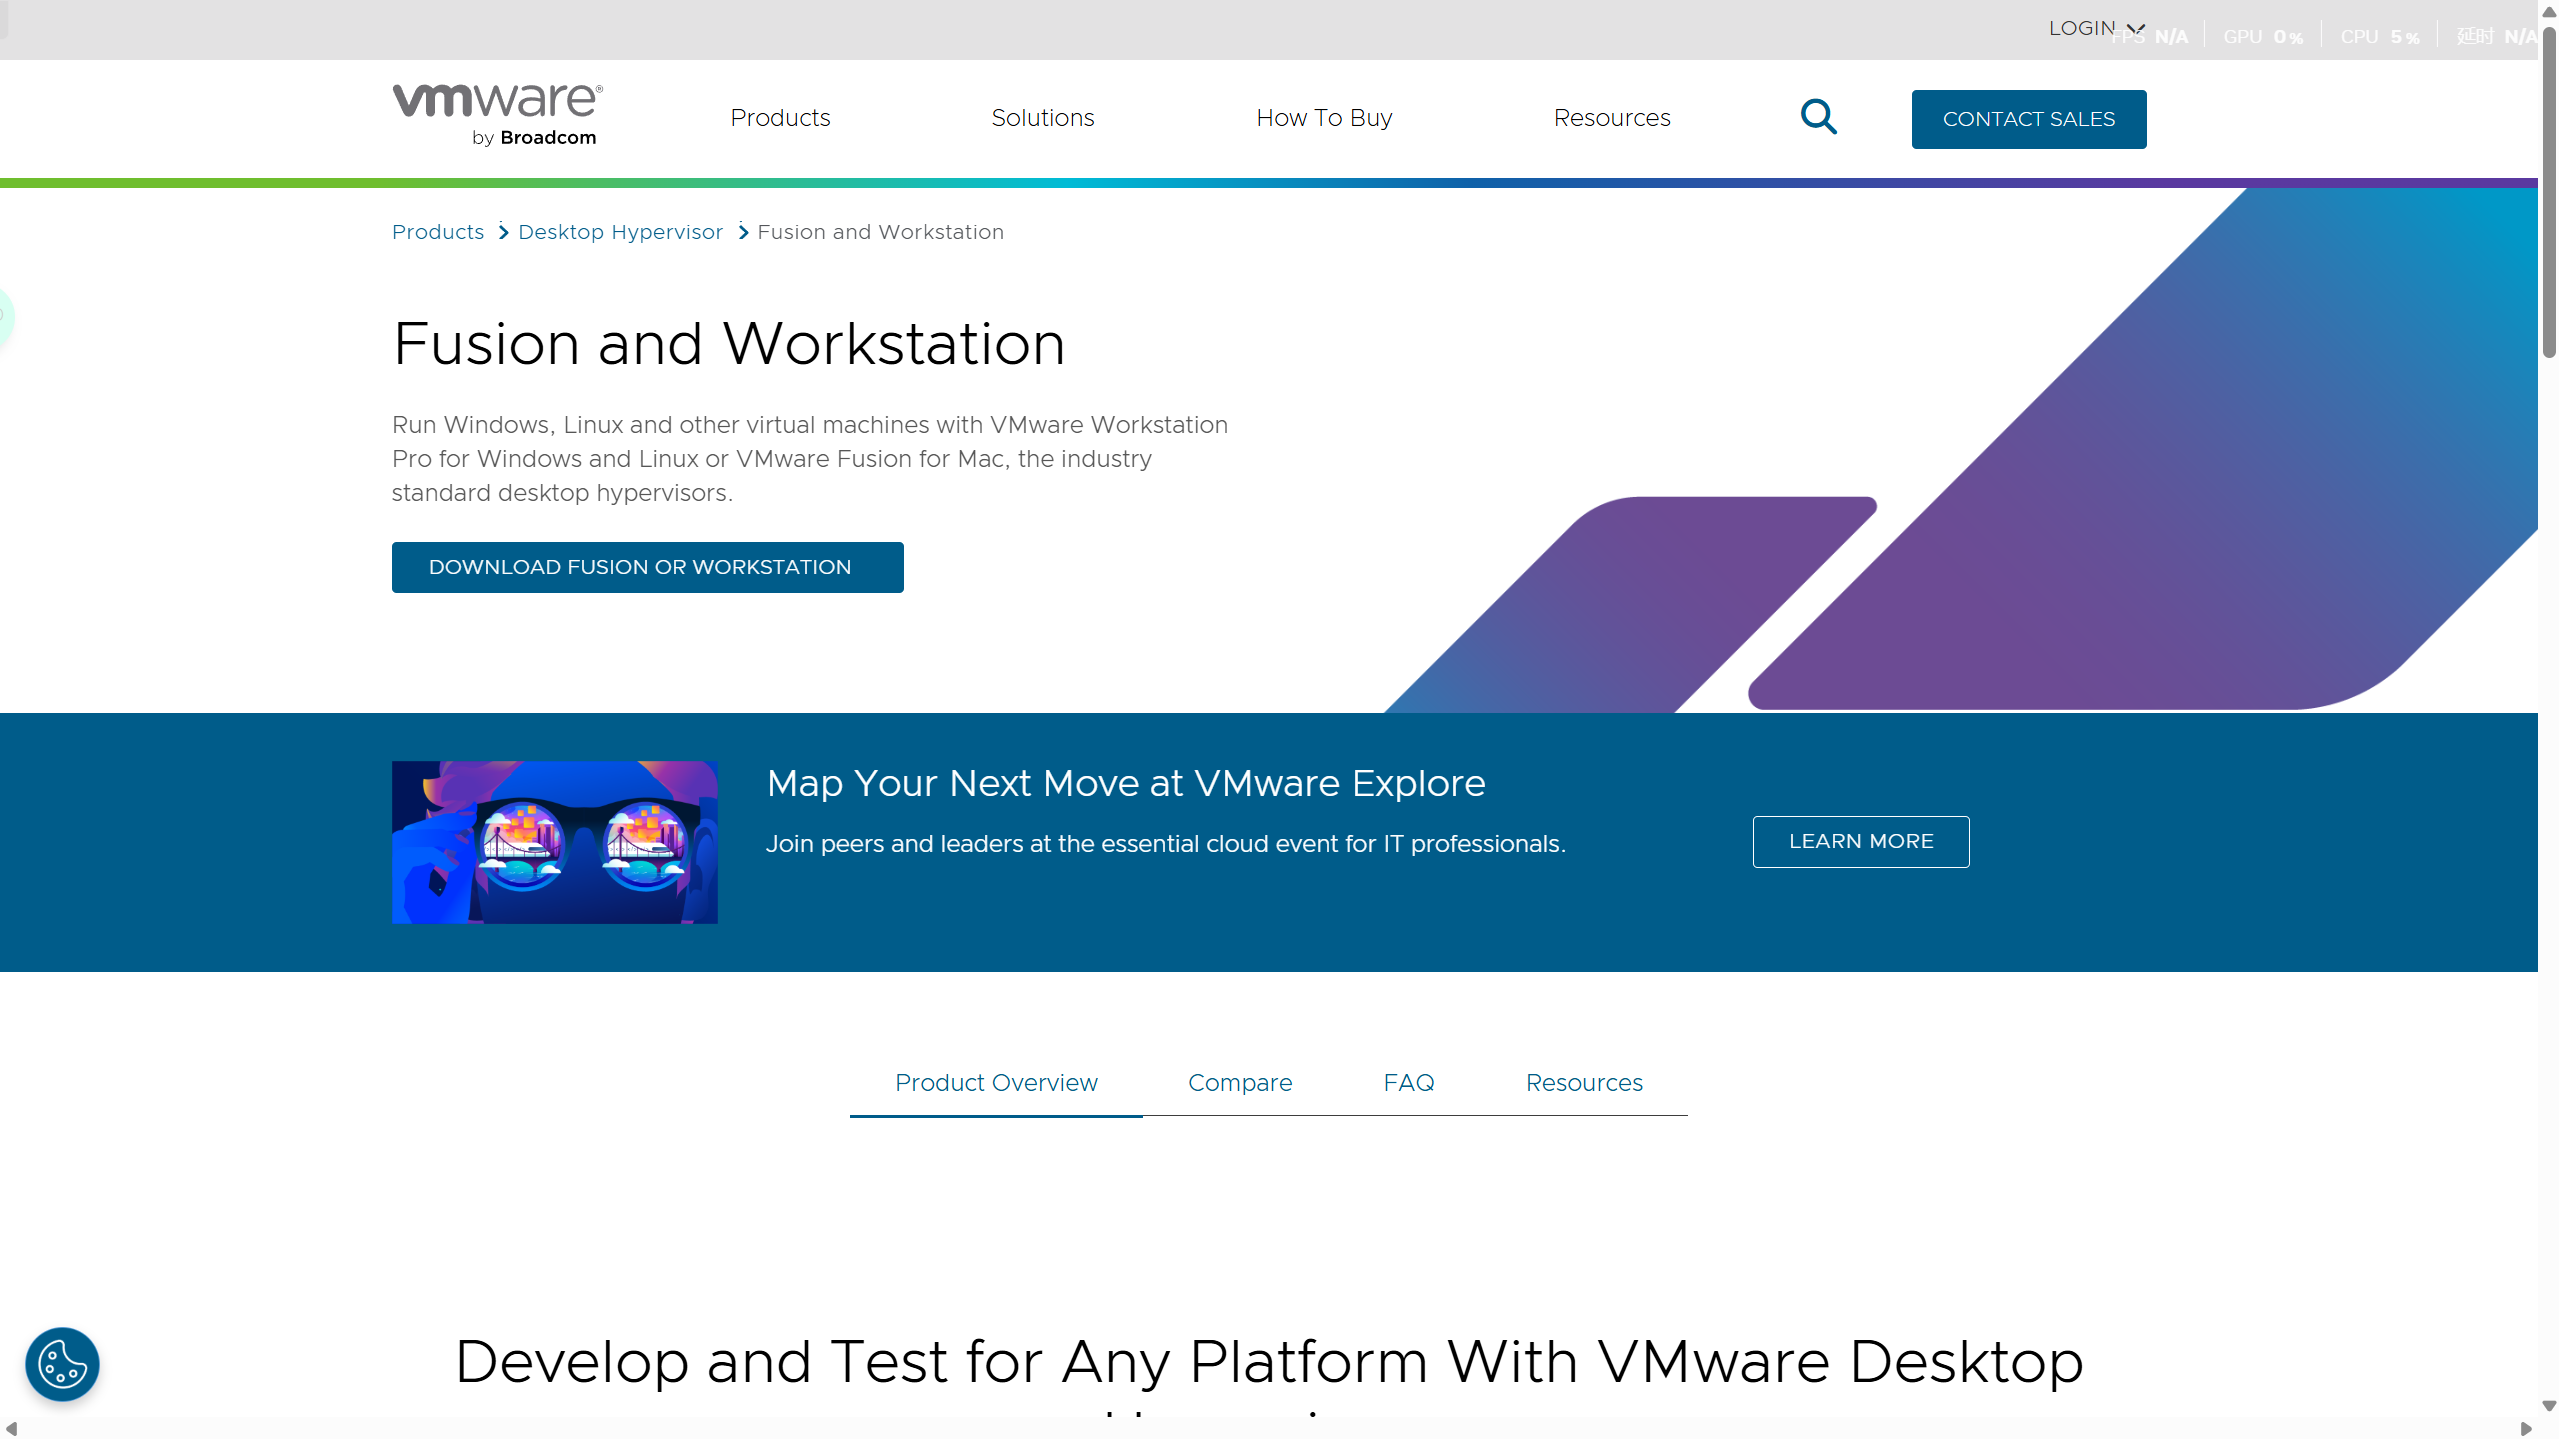 LOGIN
FPS N/A GPU 0% CPU 5% 延时 N/A
vmware®
by Broadcom
Products
Solutions
How To Buy
Resources
CONTACT SALES
Products
Desktop Hypervisor
Fusion and Workstation
Fusion and Workstation
Run Windows, Linux and other virtual machines with VMware Workstation
Pro for Windows and Linux or VMware Fusion for Mac, the industry
standard desktop hypervisors.
DOWNLOAD FUSION OR WORKSTATION
Map Your Next Move at VMware Explore
Join peers and leaders at the essential cloud event for IT professionals.
LEARN MORE
Product Overview
Compare
FAQ
Resources
Develop and Test for Any Platform With VMware Desktop